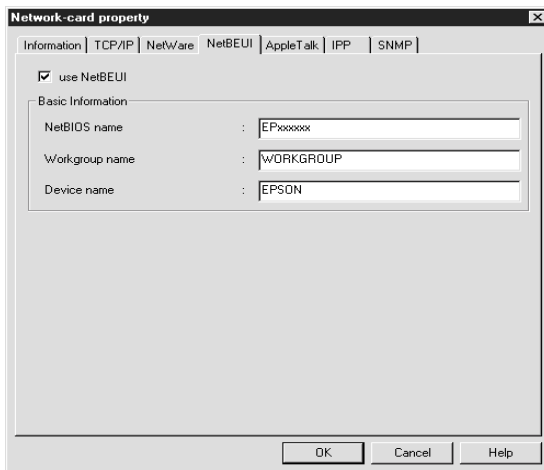 Network-card property
Information TCP/IP NetWare NetBEUI AppleTalk IPP SNMP
use NetBEUI
Basic Information
NetBIOS name : EPxxxxxx
Workgroup name : WORKGROUP
Device name : EPSON
OK Cancel Help